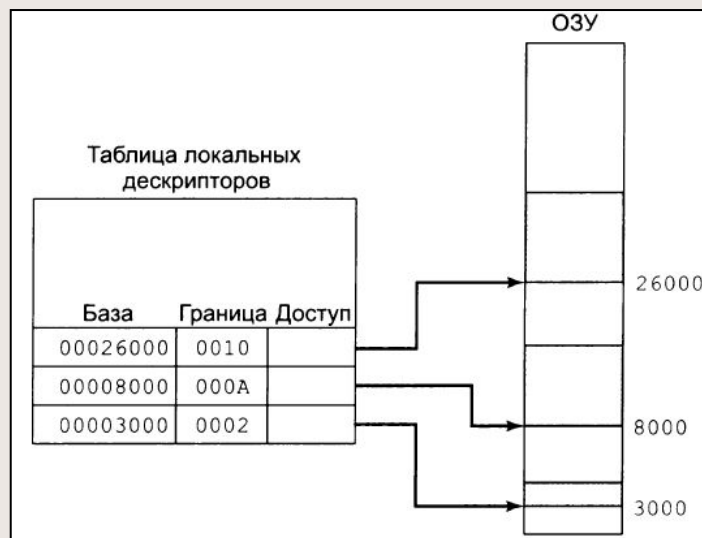 ОЗУ
Таблица локальных
дескрипторов
База Граница Доступ
00026000 0010
00008000 000A
00003000 0002
26000
8000
3000